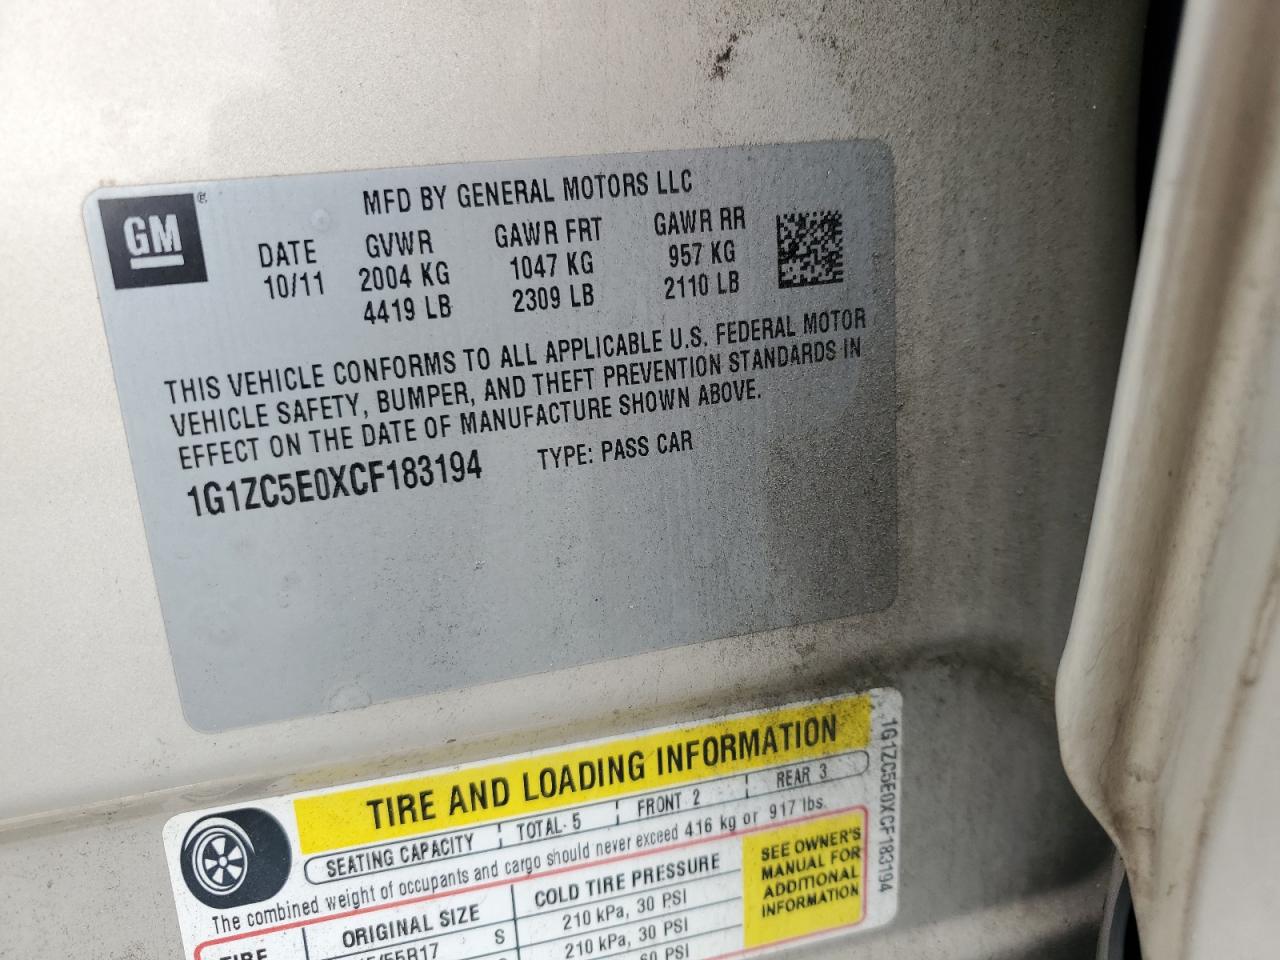 GM
MFD BY GENERAL MOTORS LLC
DATE GVWR GAWR FRT GAWR RR
10/11 2004 KG 1047 KG 957 KG
4419 LB 2309 LB 2110 LB
THIS VEHICLE CONFORMS TO ALL APPLICABLE U.S. FEDERAL MOTOR
VEHICLE SAFETY, BUMPER, AND THEFT PREVENTION STANDARDS IN
EFFECT ON THE DATE OF MANUFACTURE SHOWN ABOVE.
1G1ZC5E0XCF183194 TYPE: PASS CAR
TIRE AND LOADING INFORMATION
SEATING CAPACITY TOTAL 5 FRONT 2 REAR 3
The combined weight of occupants and cargo should never exceed 416 kg or 917 lbs.
TIRE ORIGINAL SIZE COLD TIRE PRESSURE
S 210 kPa, 30 PSI
210 kPa, 30 PSI
60 PSI
SEE OWNER'S
MANUAL FOR
ADDITIONAL
INFORMATION
1G1ZC5E0XCF183194